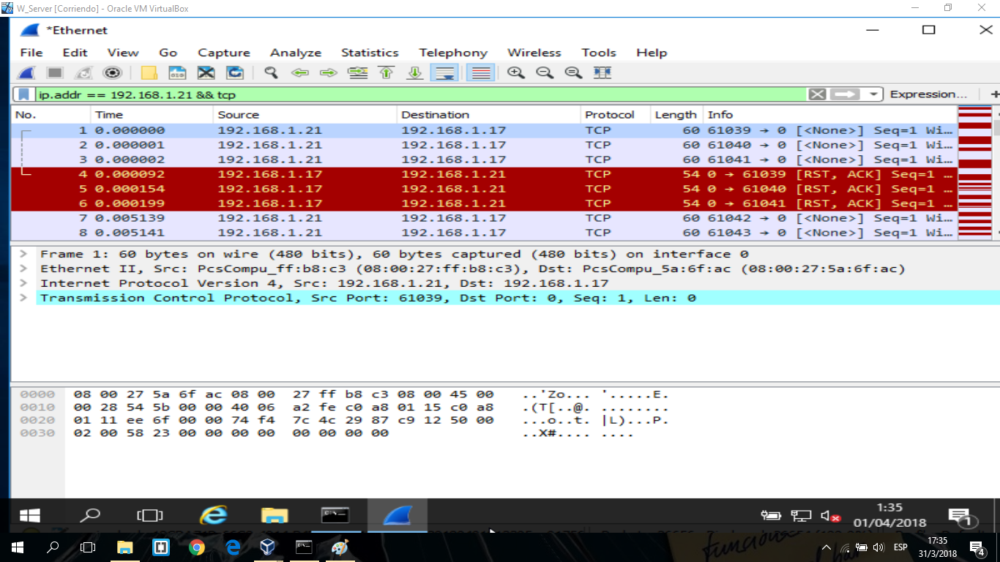 W_Server [Corriendo] - Oracle VM VirtualBox
*Ethernet
File Edit View Go Capture Analyze Statistics Telephony Wireless Tools Help
ip.addr == 192.168.1.21 && tcp Expression... +
No. Time Source Destination Protocol Length Info
1 0.000000 192.168.1.21 192.168.1.17 TCP 60 61039 → 0 [<None>] Seq=1 Wi...
2 0.000001 192.168.1.21 192.168.1.17 TCP 60 61040 → 0 [<None>] Seq=1 Wi...
3 0.000002 192.168.1.21 192.168.1.17 TCP 60 61041 → 0 [<None>] Seq=1 Wi...
4 0.000092 192.168.1.17 192.168.1.21 TCP 54 0 → 61039 [RST, ACK] Seq=1 ...
5 0.000154 192.168.1.17 192.168.1.21 TCP 54 0 → 61040 [RST, ACK] Seq=1 ...
6 0.000199 192.168.1.17 192.168.1.21 TCP 54 0 → 61041 [RST, ACK] Seq=1 ...
7 0.005139 192.168.1.21 192.168.1.17 TCP 60 61042 → 0 [<None>] Seq=1 Wi...
8 0.005141 192.168.1.21 192.168.1.17 TCP 60 61043 → 0 [<None>] Seq=1 Wi...
> Frame 1: 60 bytes on wire (480 bits), 60 bytes captured (480 bits) on interface 0
> Ethernet II, Src: PcsCompu_ff:b8:c3 (08:00:27:ff:b8:c3), Dst: PcsCompu_5a:6f:ac (08:00:27:5a:6f:ac)
> Internet Protocol Version 4, Src: 192.168.1.21, Dst: 192.168.1.17
> Transmission Control Protocol, Src Port: 61039, Dst Port: 0, Seq: 1, Len: 0
0000 08 00 27 5a 6f ac 08 00 27 ff b8 c3 08 00 45 00 ..'Zo... '.....E.
0010 00 28 54 5b 00 00 40 06 a2 fe c0 a8 01 15 c0 a8 .(T[..@. ........
0020 01 11 ee 6f 00 00 74 f4 7c 4c 29 87 c9 12 50 00 ...o..t. |L)...P.
0030 02 00 58 23 00 00 00 00 00 00 00 00 ..X#.... ....
1:35
01/04/2018
1
ESP
17:35
31/3/2018
4